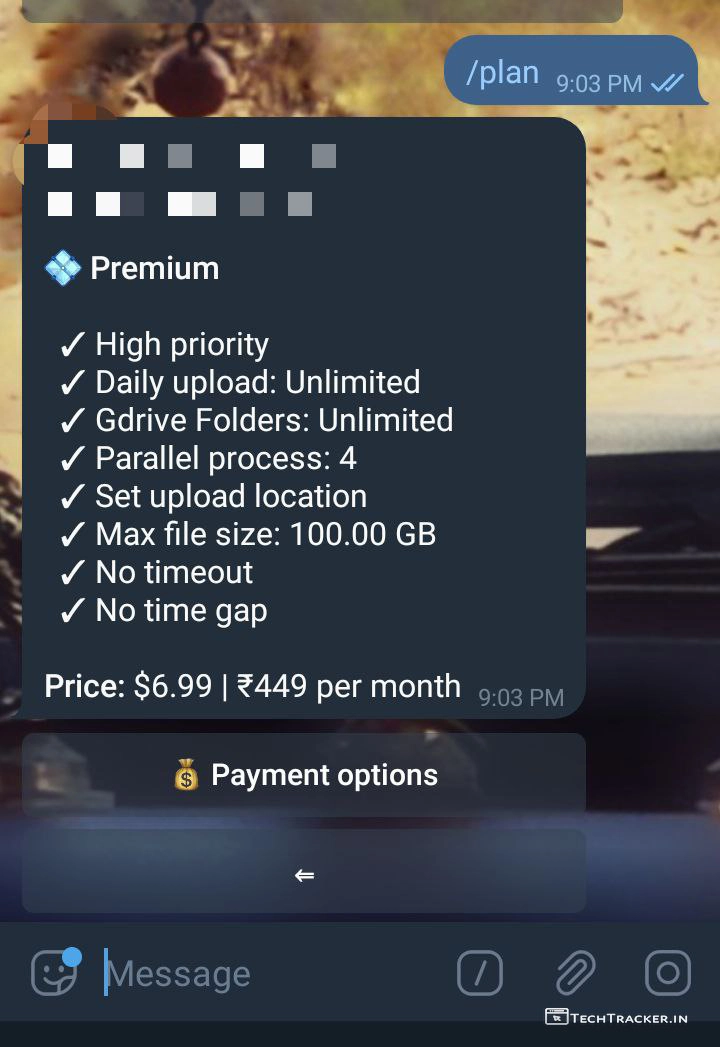 /plan 9:03 PM
Premium
✓ High priority
✓ Daily upload: Unlimited
✓ Gdrive Folders: Unlimited
✓ Parallel process: 4
✓ Set upload location
✓ Max file size: 100.00 GB
✓ No timeout
✓ No time gap
Price: $6.99 | ₹449 per month 9:03 PM
Payment options
⇐
Message
TECHTRACKER.IN